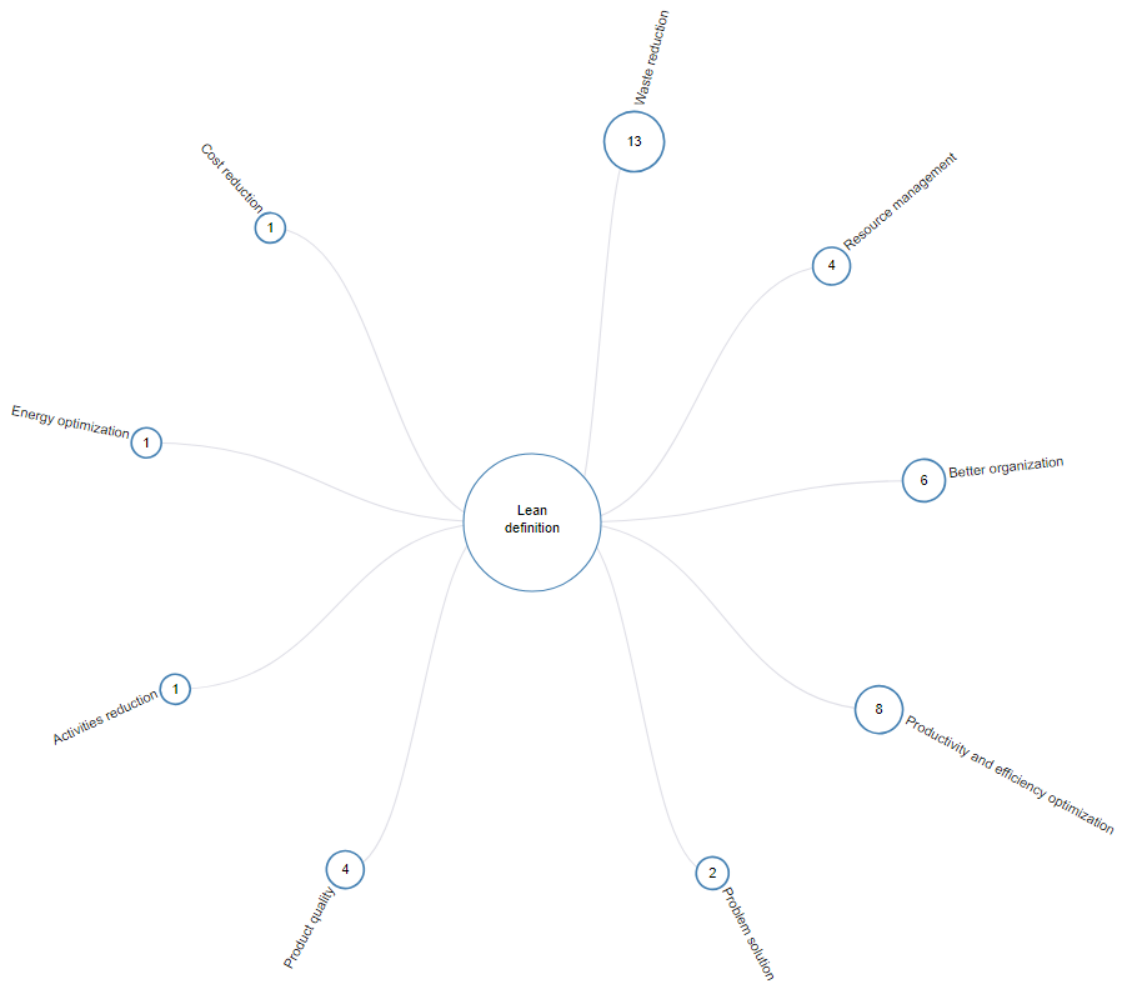 Waste reduction
13
Cost reduction
1
Resource management
4
Energy optimization
1
Better organization
6
Lean
definition
Activities reduction
1
Productivity and efficiency optimization
8
Product quality
4
Problem solution
2